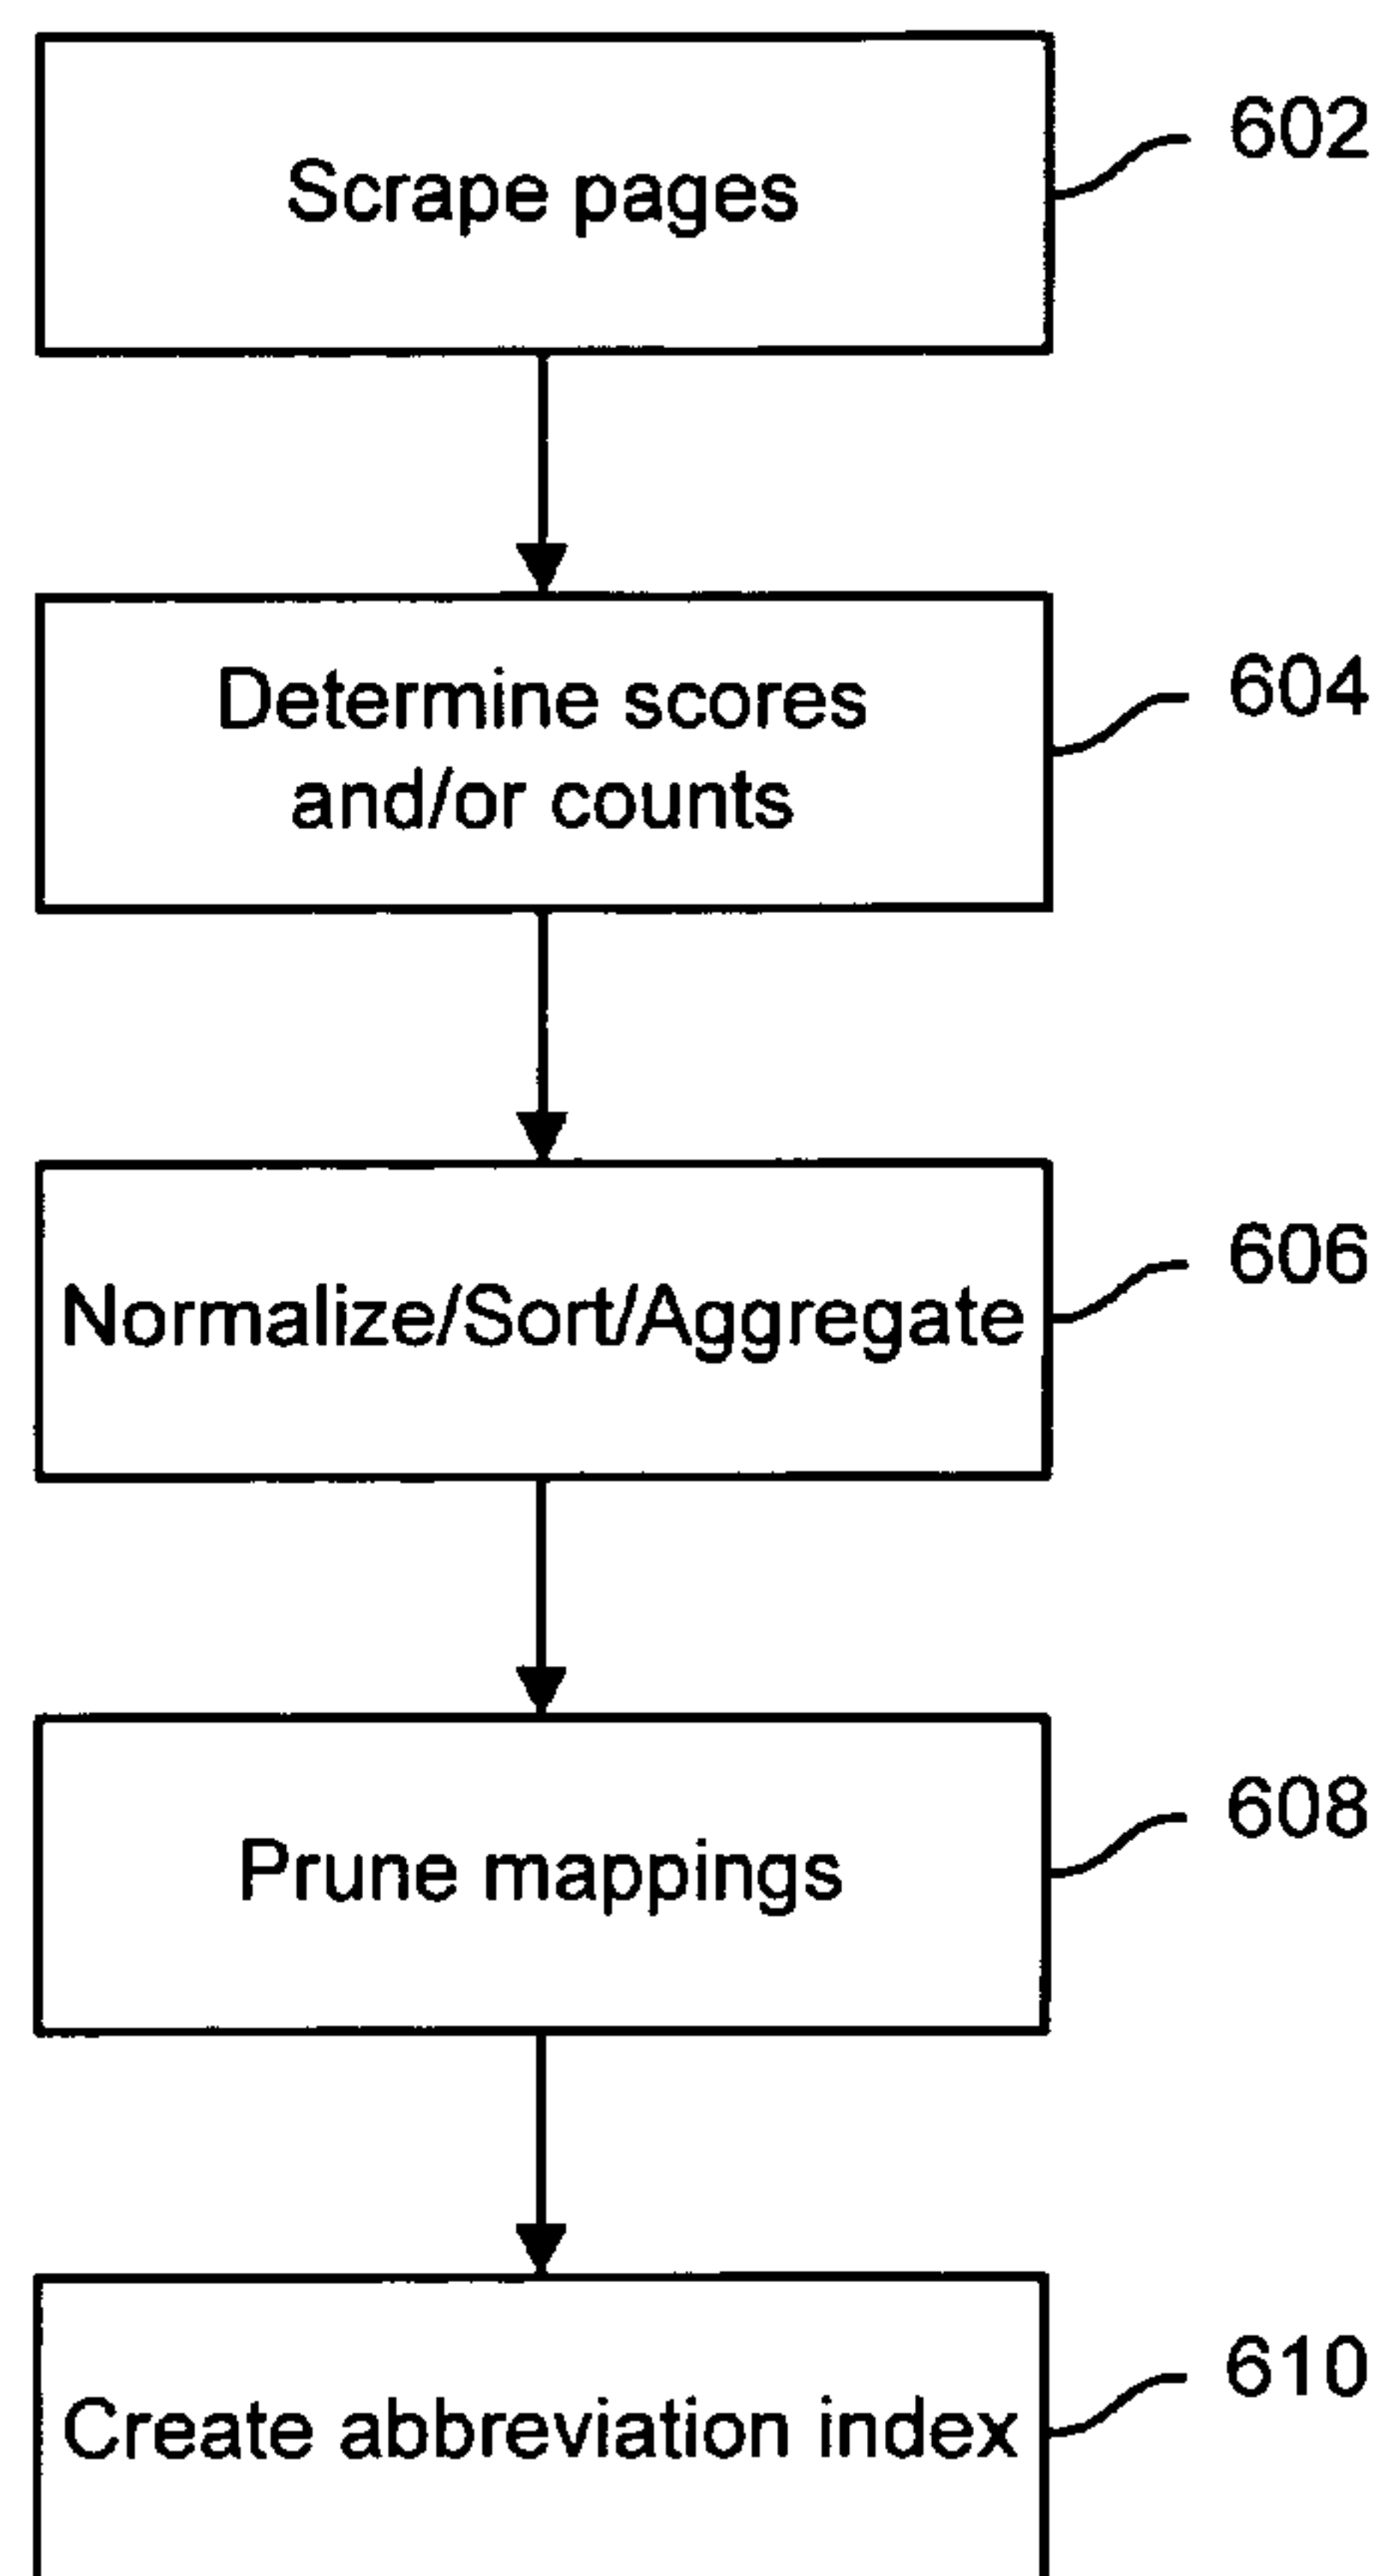 Scrape pages
602
Determine scores
and/or counts
604
Normalize/Sort/Aggregate
606
Prune mappings
608
Create abbreviation index
610